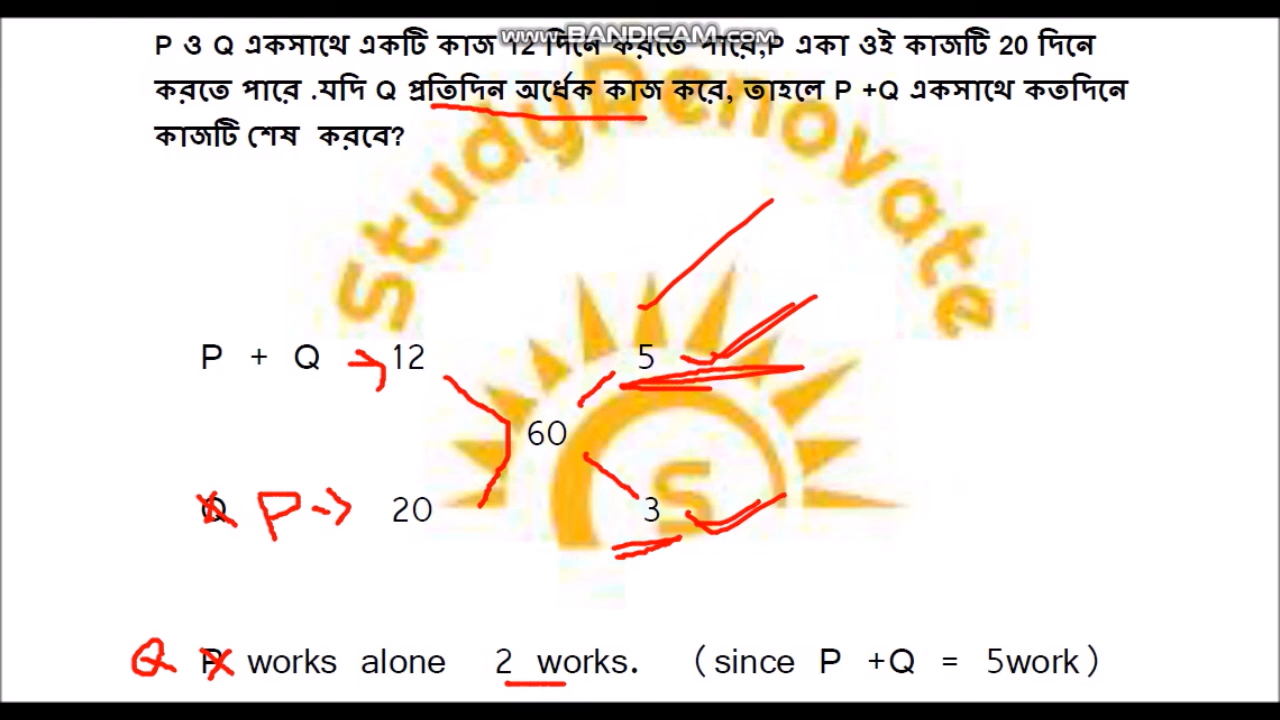 www.BANDICAM.com
P ও Q একসাথে একটি কাজ 12 দিনে করতে পারে,P একা ওই কাজটি 20 দিনে
করতে পারে .যদি Q প্রতিদিন অর্ধেক কাজ করে, তাহলে P +Q একসাথে কতদিনে
কাজটি শেষ করবে?
StudyRenovate
P + Q → 12 5
60
Q P → 20 3
S
Q P works alone 2 works. (since P +Q = 5work)